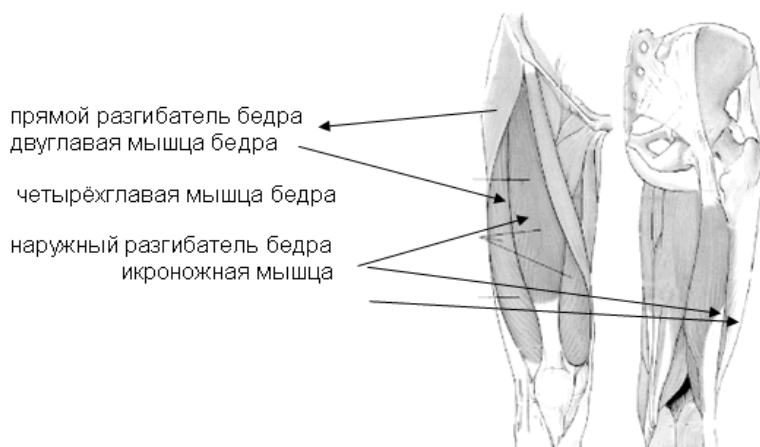 прямой разгибатель бедра
двуглавая мышца бедра
четырёхглавая мышца бедра
наружный разгибатель бедра
икроножная мышца